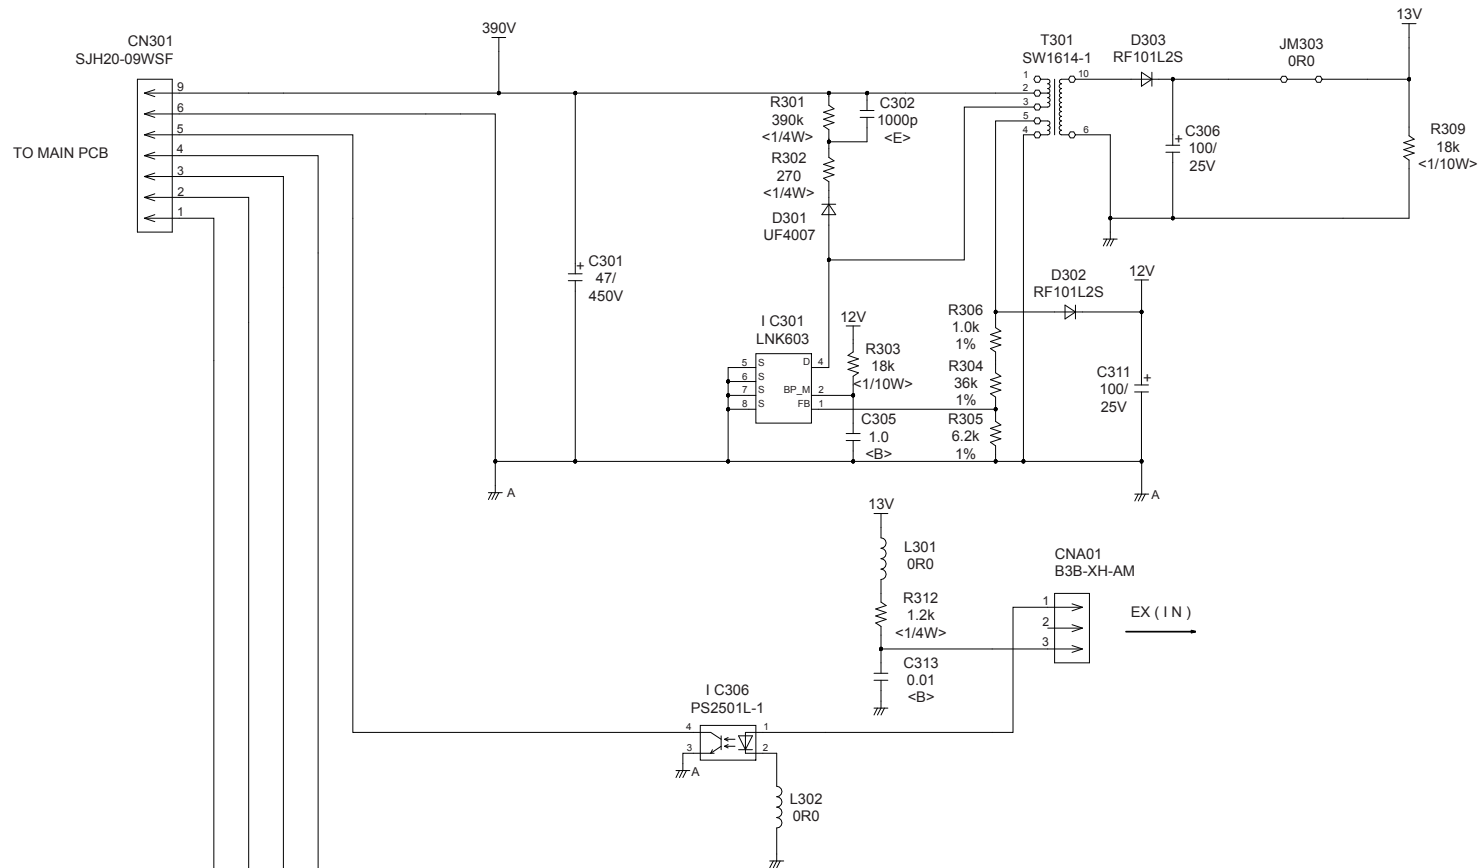 390V
13V
CN301
SJH20-09WSF
T301
SW1614-1
D303
RF101L2S
JM303
0R0
9
6
5
4
3
2
1
TO MAIN PCB
R301
390k
<1/4W>
C302
1000p
<E>
R302
270
<1/4W>
D301
UF4007
1
2
3
5
4
10
6
C306
+
100/
25V
R309
18k
<1/10W>
C301
+
47/
450V
D302
RF101L2S
12V
I C301
LNK603
12V
R303
18k
<1/10W>
R306
1.0k
1%
R304
36k
1%
R305
6.2k
1%
C311
+
100/
25V
5 S D 4
6 S
7 S BP_M 2
8 S FB 1
C305
1.0
<B>
A
A
13V
L301
0R0
R312
1.2k
<1/4W>
C313
0.01
<B>
CNA01
B3B-XH-AM
1
2
3
EX ( I N )
I C306
PS2501L-1
4 1
3 2
A
L302
0R0